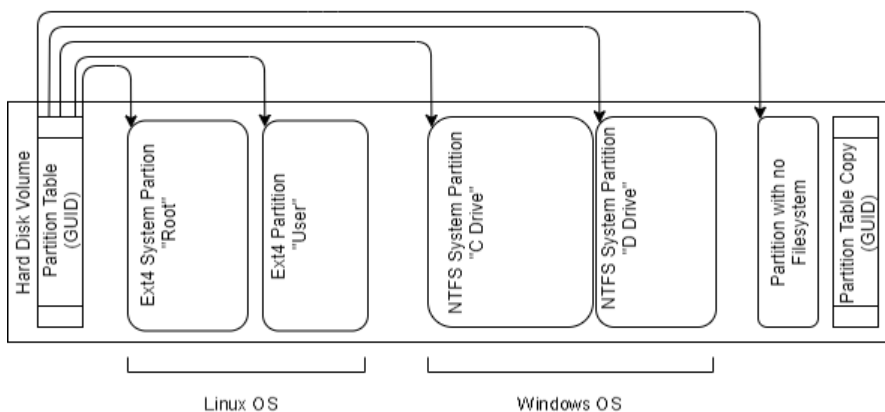 Hard Disk Volume
Partition Table
(GUID)
Ext4 System Partion
"Root"
Ext4 Partition
"User"
NTFS System Partition
"C Drive"
NTFS System Partition
"D Drive"
Partition with no
Filesystem
Partition Table Copy
(GUID)
Linux OS
Windows OS